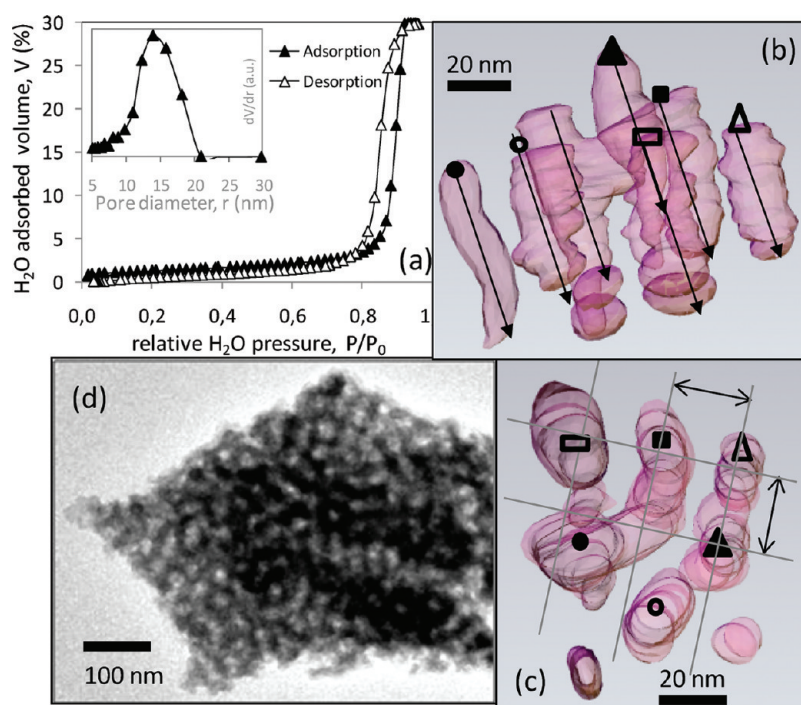 H₂O adsorbed volume, V (%)
30
25
20
15
10
5
0
0
0,2
0,4
0,6
0,8
1
relative H₂O pressure, P/P₀
Adsorption
Desorption
dV/dr (a.u.)
5 10 15 20 25 30
Pore diameter, r (nm)
(a)
20 nm
(b)
(d)
100 nm
(c)
20 nm